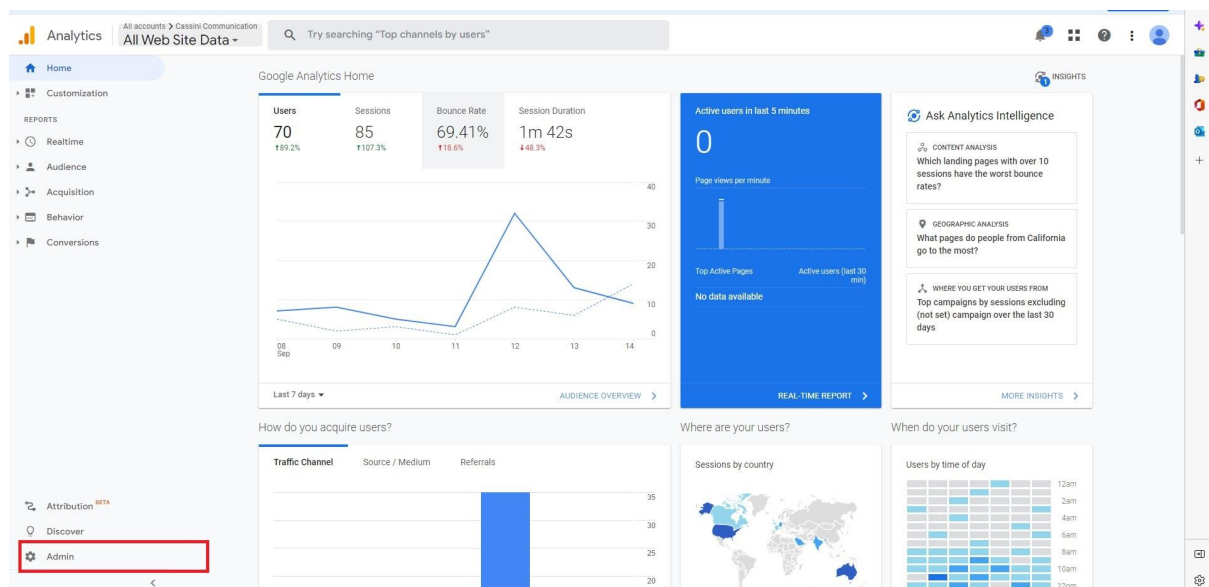 Analytics
All accounts > Cassini Communication
All Web Site Data
Try searching "Top channels by users"
3
Home
Customization
REPORTS
Realtime
Audience
Acquisition
Behavior
Conversions
Attribution BETA
Discover
Admin
Google Analytics Home
INSIGHTS
1
Users Sessions Bounce Rate Session Duration
70 85 69.41% 1m 42s
↑89.2% ↑107.3% ↑18.6% ↓48.3%
40
30
20
10
0
08 09 10 11 12 13 14
Sep
Last 7 days
AUDIENCE OVERVIEW >
Active users in last 5 minutes
0
Page views per minute
Top Active Pages Active users (last 30
min)
No data available
REAL-TIME REPORT >
Ask Analytics Intelligence
CONTENT ANALYSIS
Which landing pages with over 10
sessions have the worst bounce
rates?
GEOGRAPHIC ANALYSIS
What pages do people from California
go to the most?
WHERE YOU GET YOUR USERS FROM
Top campaigns by sessions excluding
(not set) campaign over the last 30
days
MORE INSIGHTS >
How do you acquire users?
Traffic Channel Source / Medium Referrals
35
30
25
20
Where are your users?
Sessions by country
When do your users visit?
Users by time of day
12am
2am
4am
6am
8am
10am
12pm